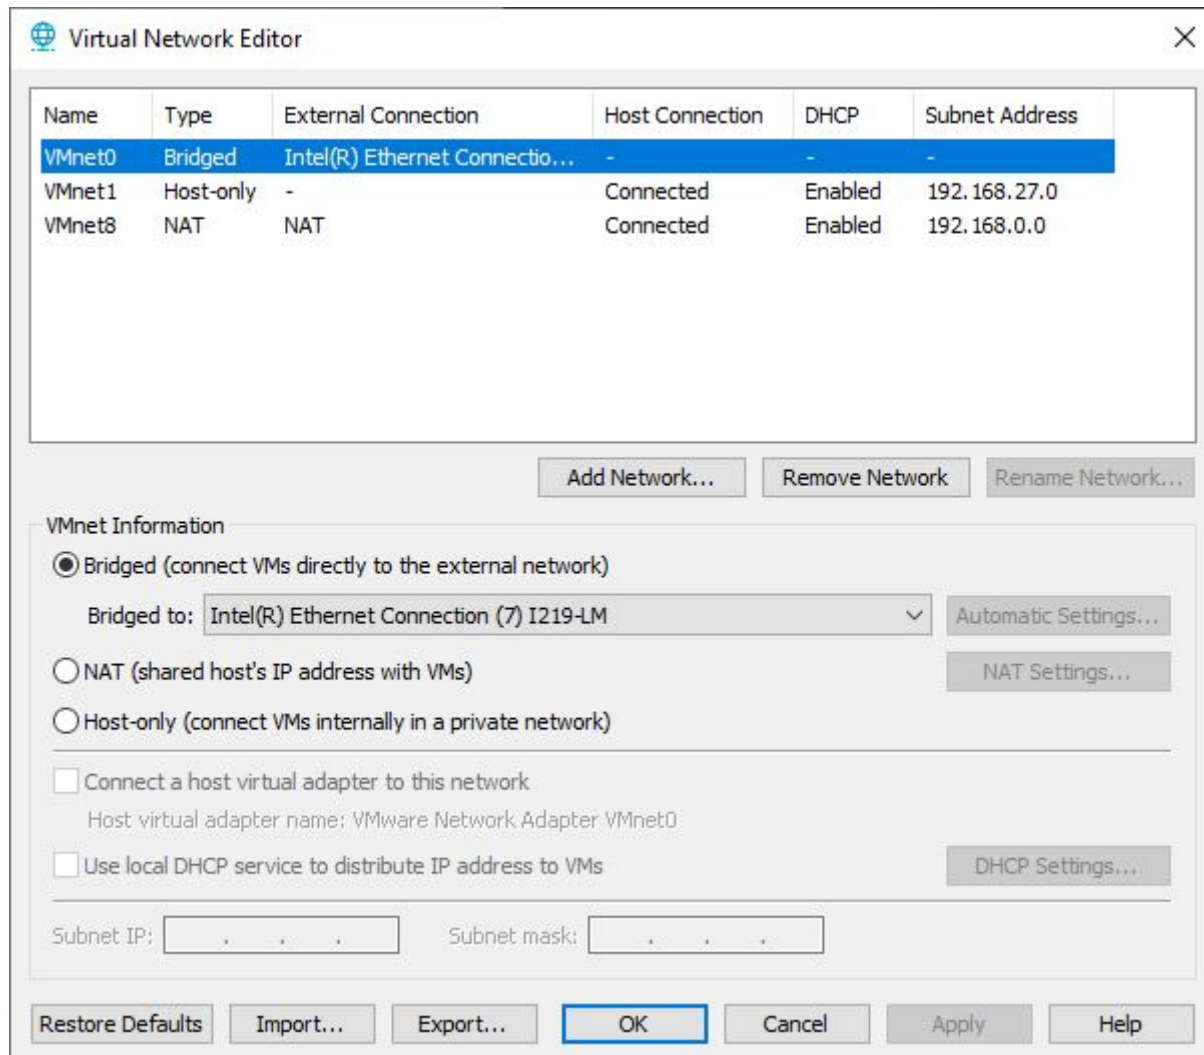 Virtual Network Editor
Name Type External Connection Host Connection DHCP Subnet Address
VMnet0 Bridged Intel(R) Ethernet Connectio... - - -
VMnet1 Host-only - Connected Enabled 192.168.27.0
VMnet8 NAT NAT Connected Enabled 192.168.0.0
Add Network... Remove Network Rename Network...
VMnet Information
Bridged (connect VMs directly to the external network)
Bridged to: Intel(R) Ethernet Connection (7) I219-LM Automatic Settings...
NAT (shared host's IP address with VMs) NAT Settings...
Host-only (connect VMs internally in a private network)
Connect a host virtual adapter to this network
Host virtual adapter name: VMware Network Adapter VMnet0
Use local DHCP service to distribute IP address to VMs DHCP Settings...
Subnet IP: . . . Subnet mask: . . .
Restore Defaults Import... Export... OK Cancel Apply Help